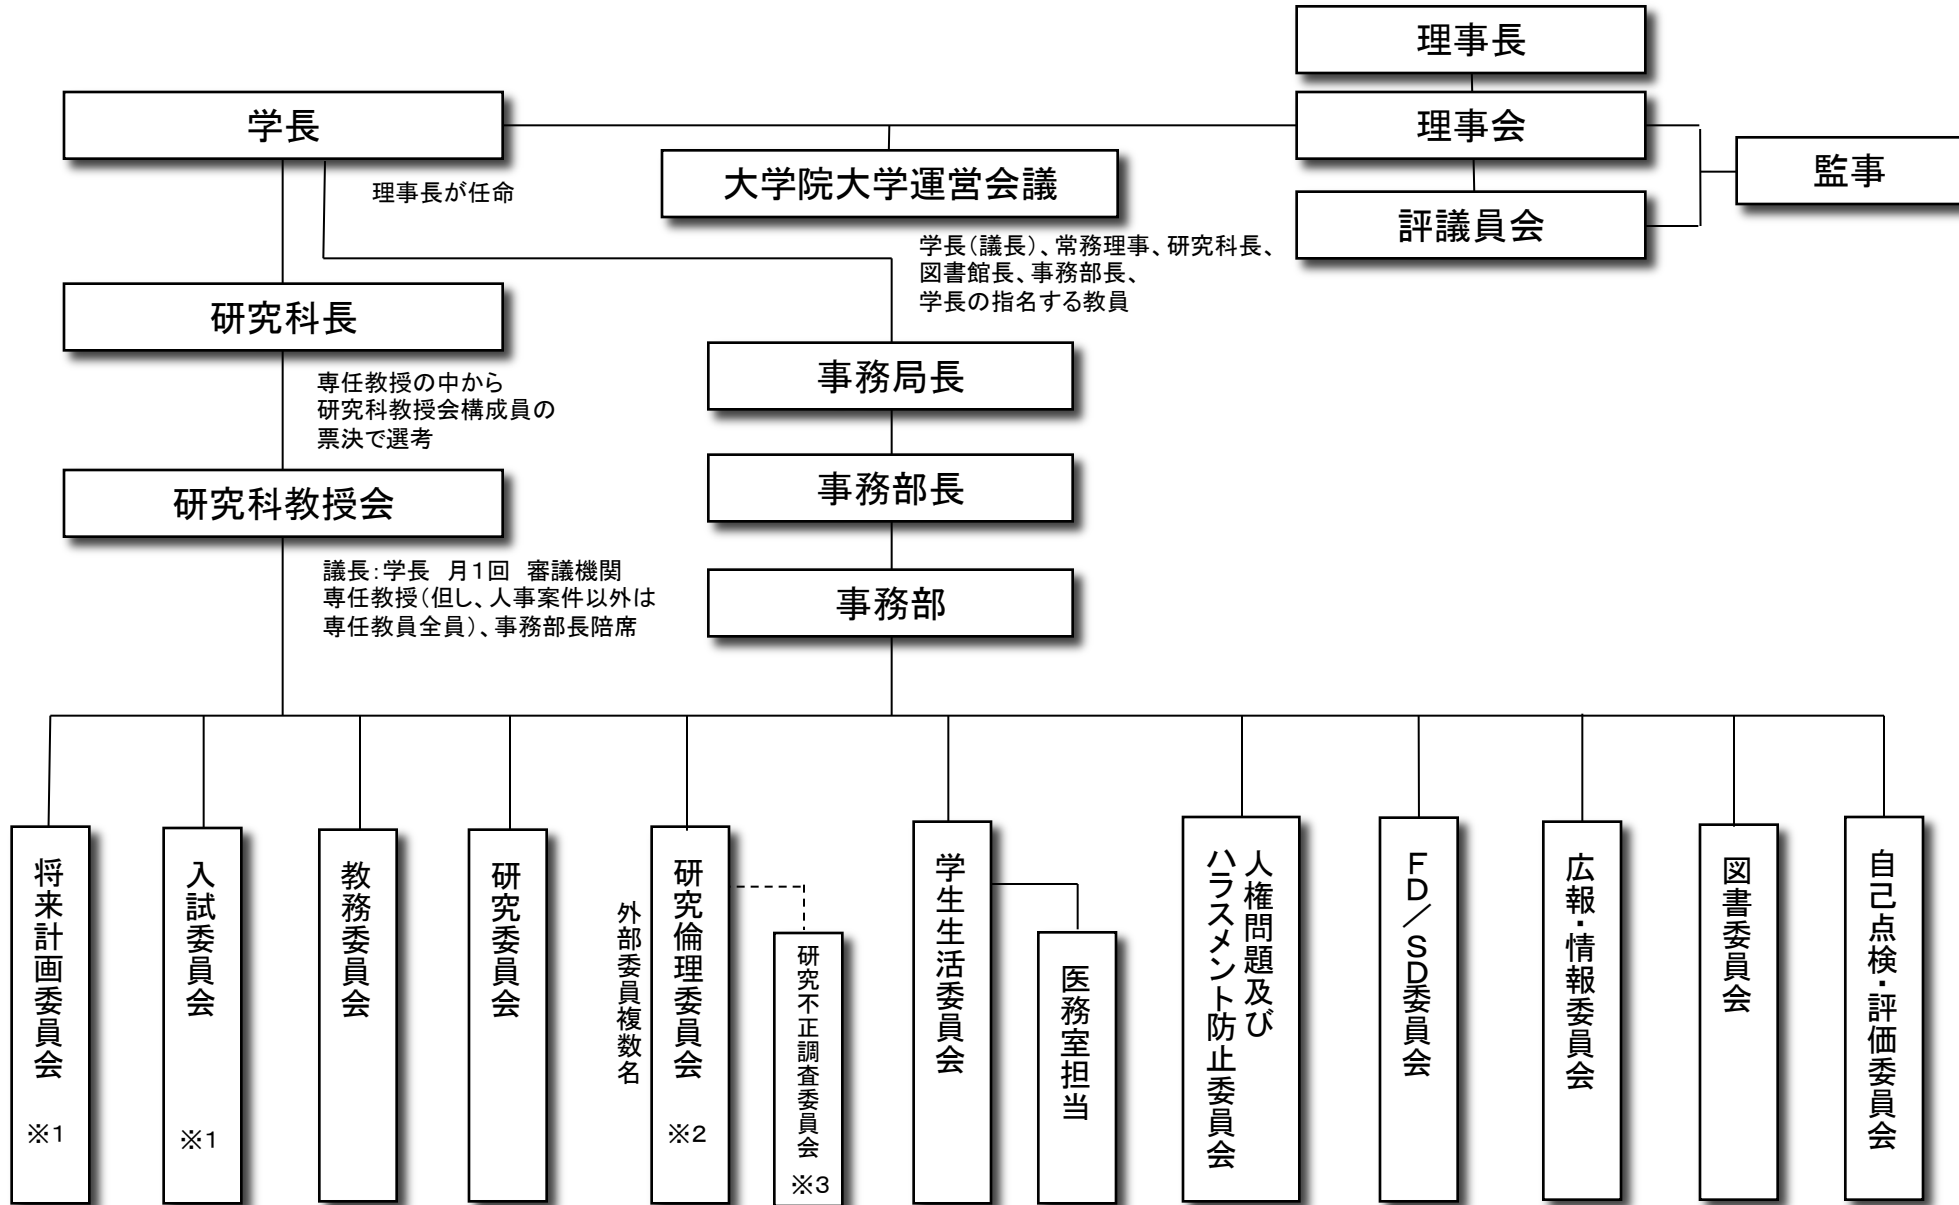 理事長
学長
理事会
監事
大学院大学運営会議
理事長が任命
評議員会
学長(議長)、常務理事、研究科長、
図書館長、事務部長、
学長の指名する教員
研究科長
事務局長
専任教授の中から
研究科教授会構成員の
票決で選考
事務部長
研究科教授会
議長:学長 月1回 審議機関
専任教授(但し、人事案件以外は
専任教員全員)、事務部長陪席
事務部
将来計画委員会
※1
入試委員会
※1
教務委員会
研究委員会
外部委員複数名
研究倫理委員会
※2
研究不正調査委員会
※3
学生生活委員会
医務室担当
人権問題及び
ハラスメント防止委員会
FD/SD委員会
広報・情報委員会
図書委員会
自己点検・評価委員会